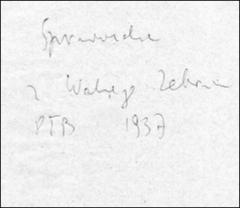 Sprawozdanie
z Walnego Zebrania
PTB 1937